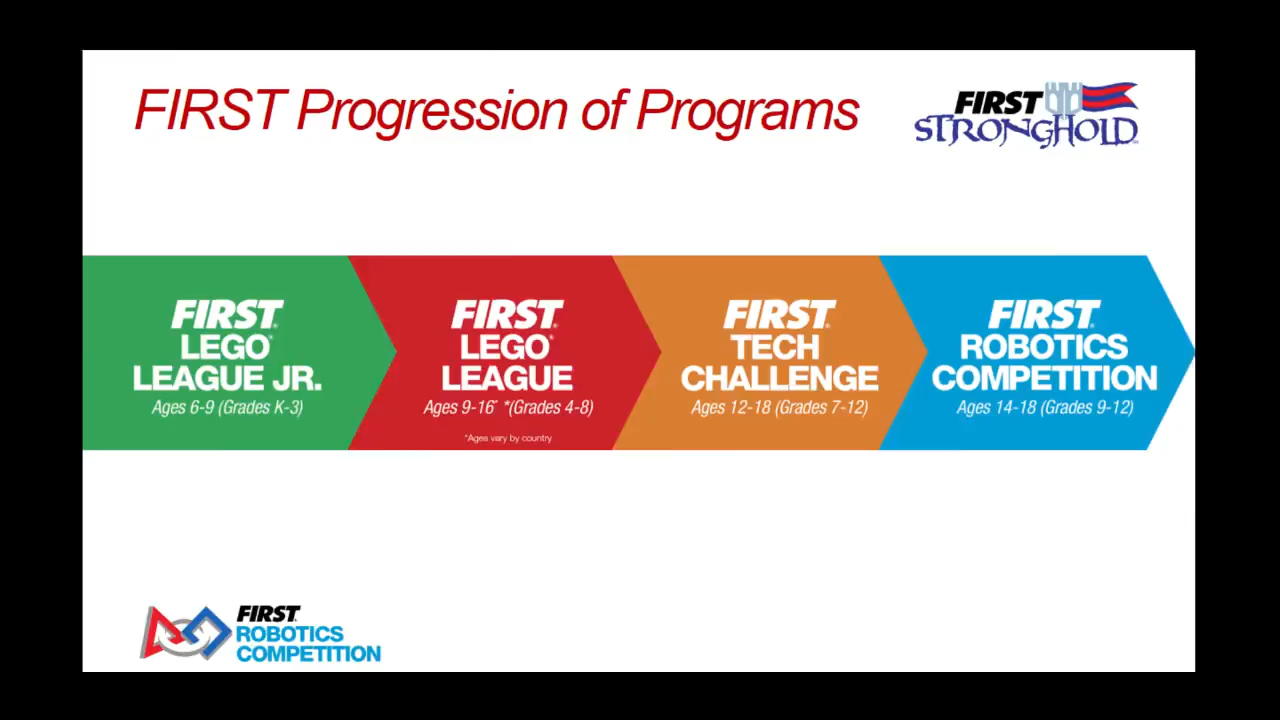 FIRST Progression of Programs
FIRST
STRONGHOLD
FIRST®
LEGO®
LEAGUE JR.
Ages 6-9 (Grades K-3)
FIRST®
LEGO®
LEAGUE
Ages 9-16* *(Grades 4-8)
*Ages vary by country
FIRST®
TECH
CHALLENGE
Ages 12-18 (Grades 7-12)
FIRST®
ROBOTICS
COMPETITION
Ages 14-18 (Grades 9-12)
FIRST®
ROBOTICS
COMPETITION